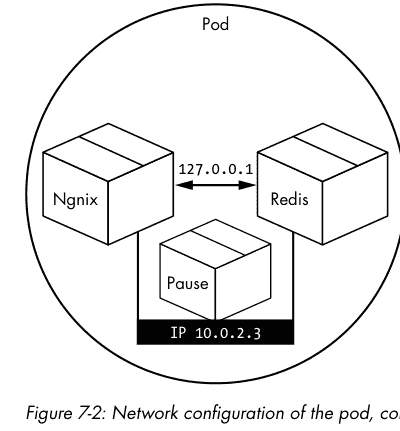 Pod
127.0.0.1
Ngnix
Redis
Pause
IP 10.0.2.3
Figure 7-2: Network configuration of the pod,